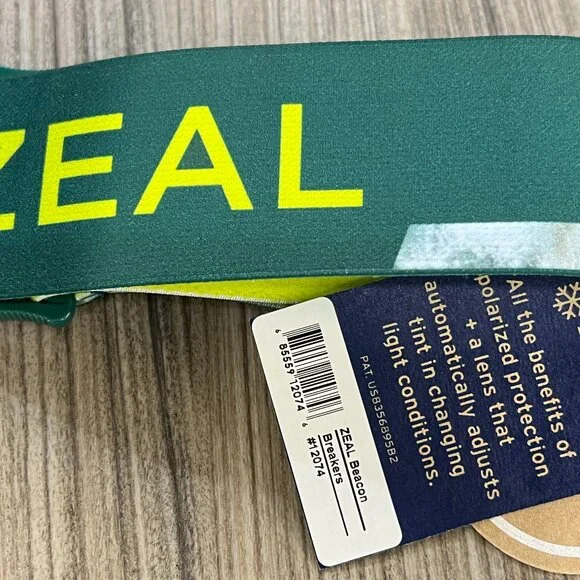 ZEAL
All the benefits of
polarized protection
+ a lens that
automatically adjusts
tint in changing
light conditions.
PAT. US8356895B2
6 85559 12074 6
ZEAL Beacon
Breakers
#12074